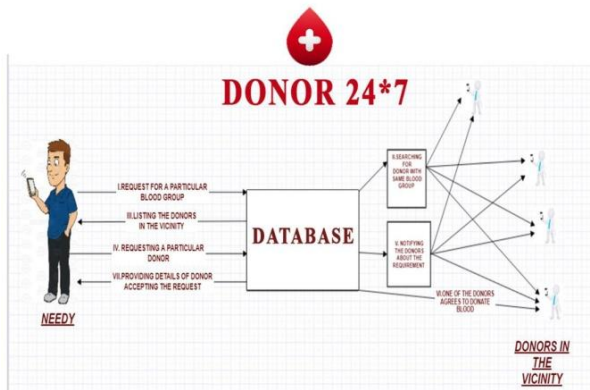 DONOR 24*7
I.REQUEST FOR A PARTICULAR
BLOOD GROUP
III.LISTING THE DONORS
IN THE VICINITY
IV. REQUESTING A PARTICULAR
DONOR
VII.PROVIDING DETAILS OF DONOR
ACCEPTING THE REQUEST
NEEDY
DATABASE
II.SEARCHING
FOR
DONOR WITH
SAME BLOOD
GROUP
V. NOTIFYING
THE DONORS
ABOUT THE
REQUIREMENT
VI.ONE OF THE DONORS
AGREES TO DONATE
BLOOD
DONORS IN
THE
VICINITY